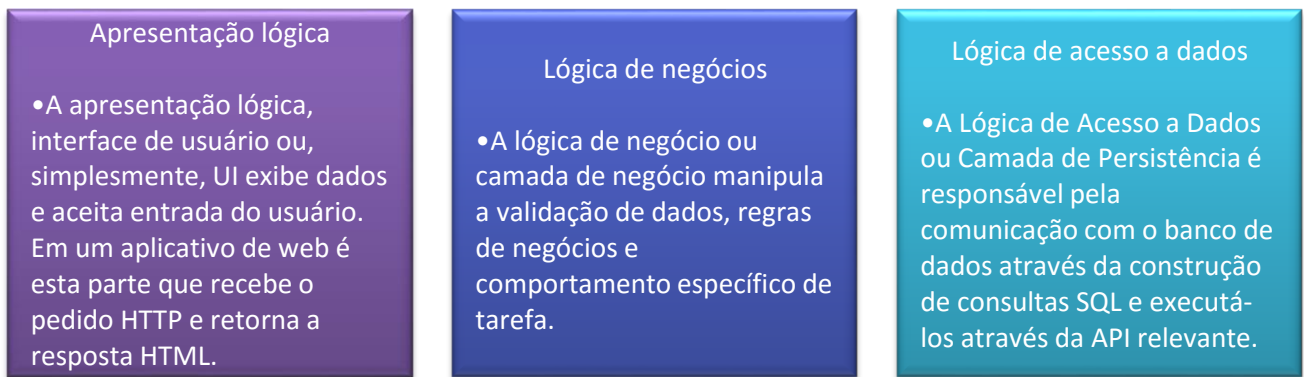 Apresentação lógica
•A apresentação lógica,
interface de usuário ou,
simplesmente, UI exibe dados
e aceita entrada do usuário.
Em um aplicativo de web é
esta parte que recebe o
pedido HTTP e retorna a
resposta HTML.
Lógica de negócios
•A lógica de negócio ou
camada de negócio manipula
a validação de dados, regras
de negócios e
comportamento específico de
tarefa.
Lógica de acesso a dados
•A Lógica de Acesso a Dados
ou Camada de Persistência é
responsável pela
comunicação com o banco de
dados através da construção
de consultas SQL e executá-
los através da API relevante.